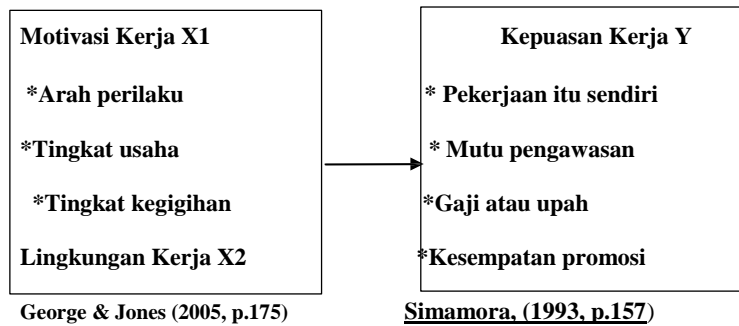 Motivasi Kerja X1
*Arah perilaku
*Tingkat usaha
*Tingkat kegigihan
Lingkungan Kerja X2
George & Jones (2005, p.175)
Kepuasan Kerja Y
* Pekerjaan itu sendiri
* Mutu pengawasan
*Gaji atau upah
*Kesempatan promosi
Simamora, (1993, p.157)